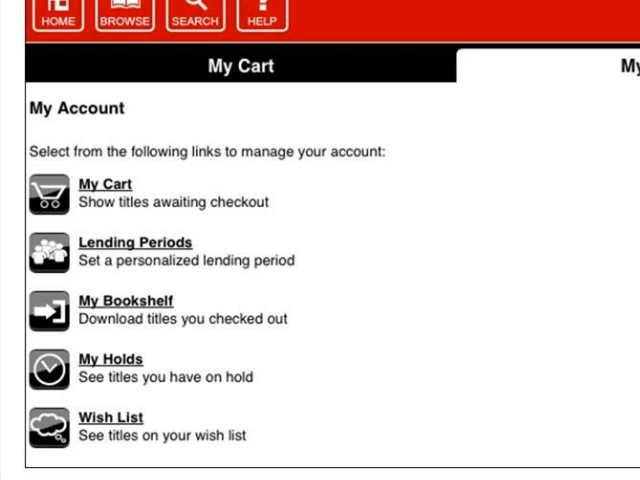 HOME BROWSE SEARCH HELP
My Cart My
My Account
Select from the following links to manage your account:
My Cart
Show titles awaiting checkout
Lending Periods
Set a personalized lending period
My Bookshelf
Download titles you checked out
My Holds
See titles you have on hold
Wish List
See titles on your wish list